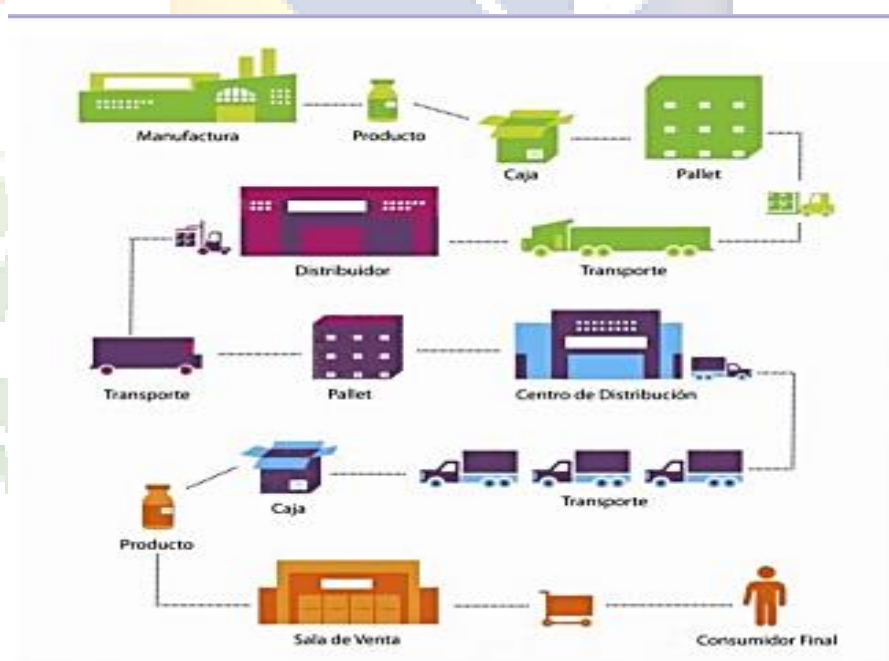 Manufactura
Producto
Caja
Pallet
Distribuidor
Transporte
Transporte
Pallet
Centro de Distribución
Caja
Transporte
Producto
Sala de Venta
Consumidor Final